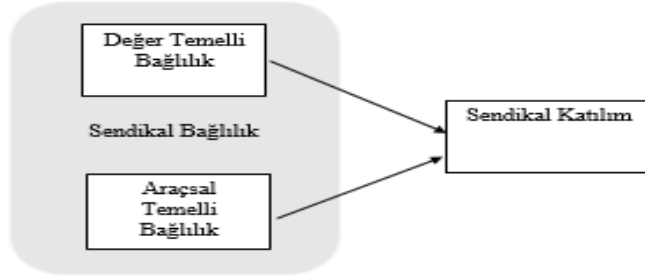 Değer Temelli
Bağlılık
Sendikal Bağlılık
Araçsal
Temelli
Bağlılık
Sendikal Katılım